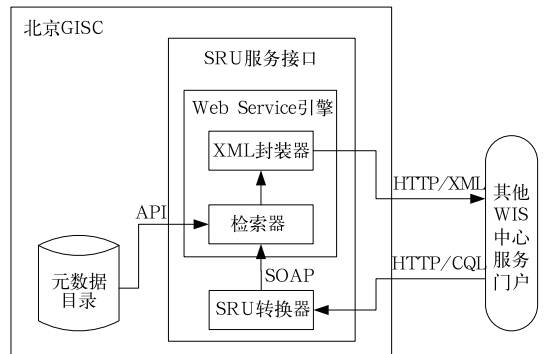 北京GISC
SRU服务接口
Web Service引擎
XML封装器
HTTP/XML
其他
WIS
中心
服务
门户
API
检索器
元数据
目录
SOAP
HTTP/CQL
SRU转换器